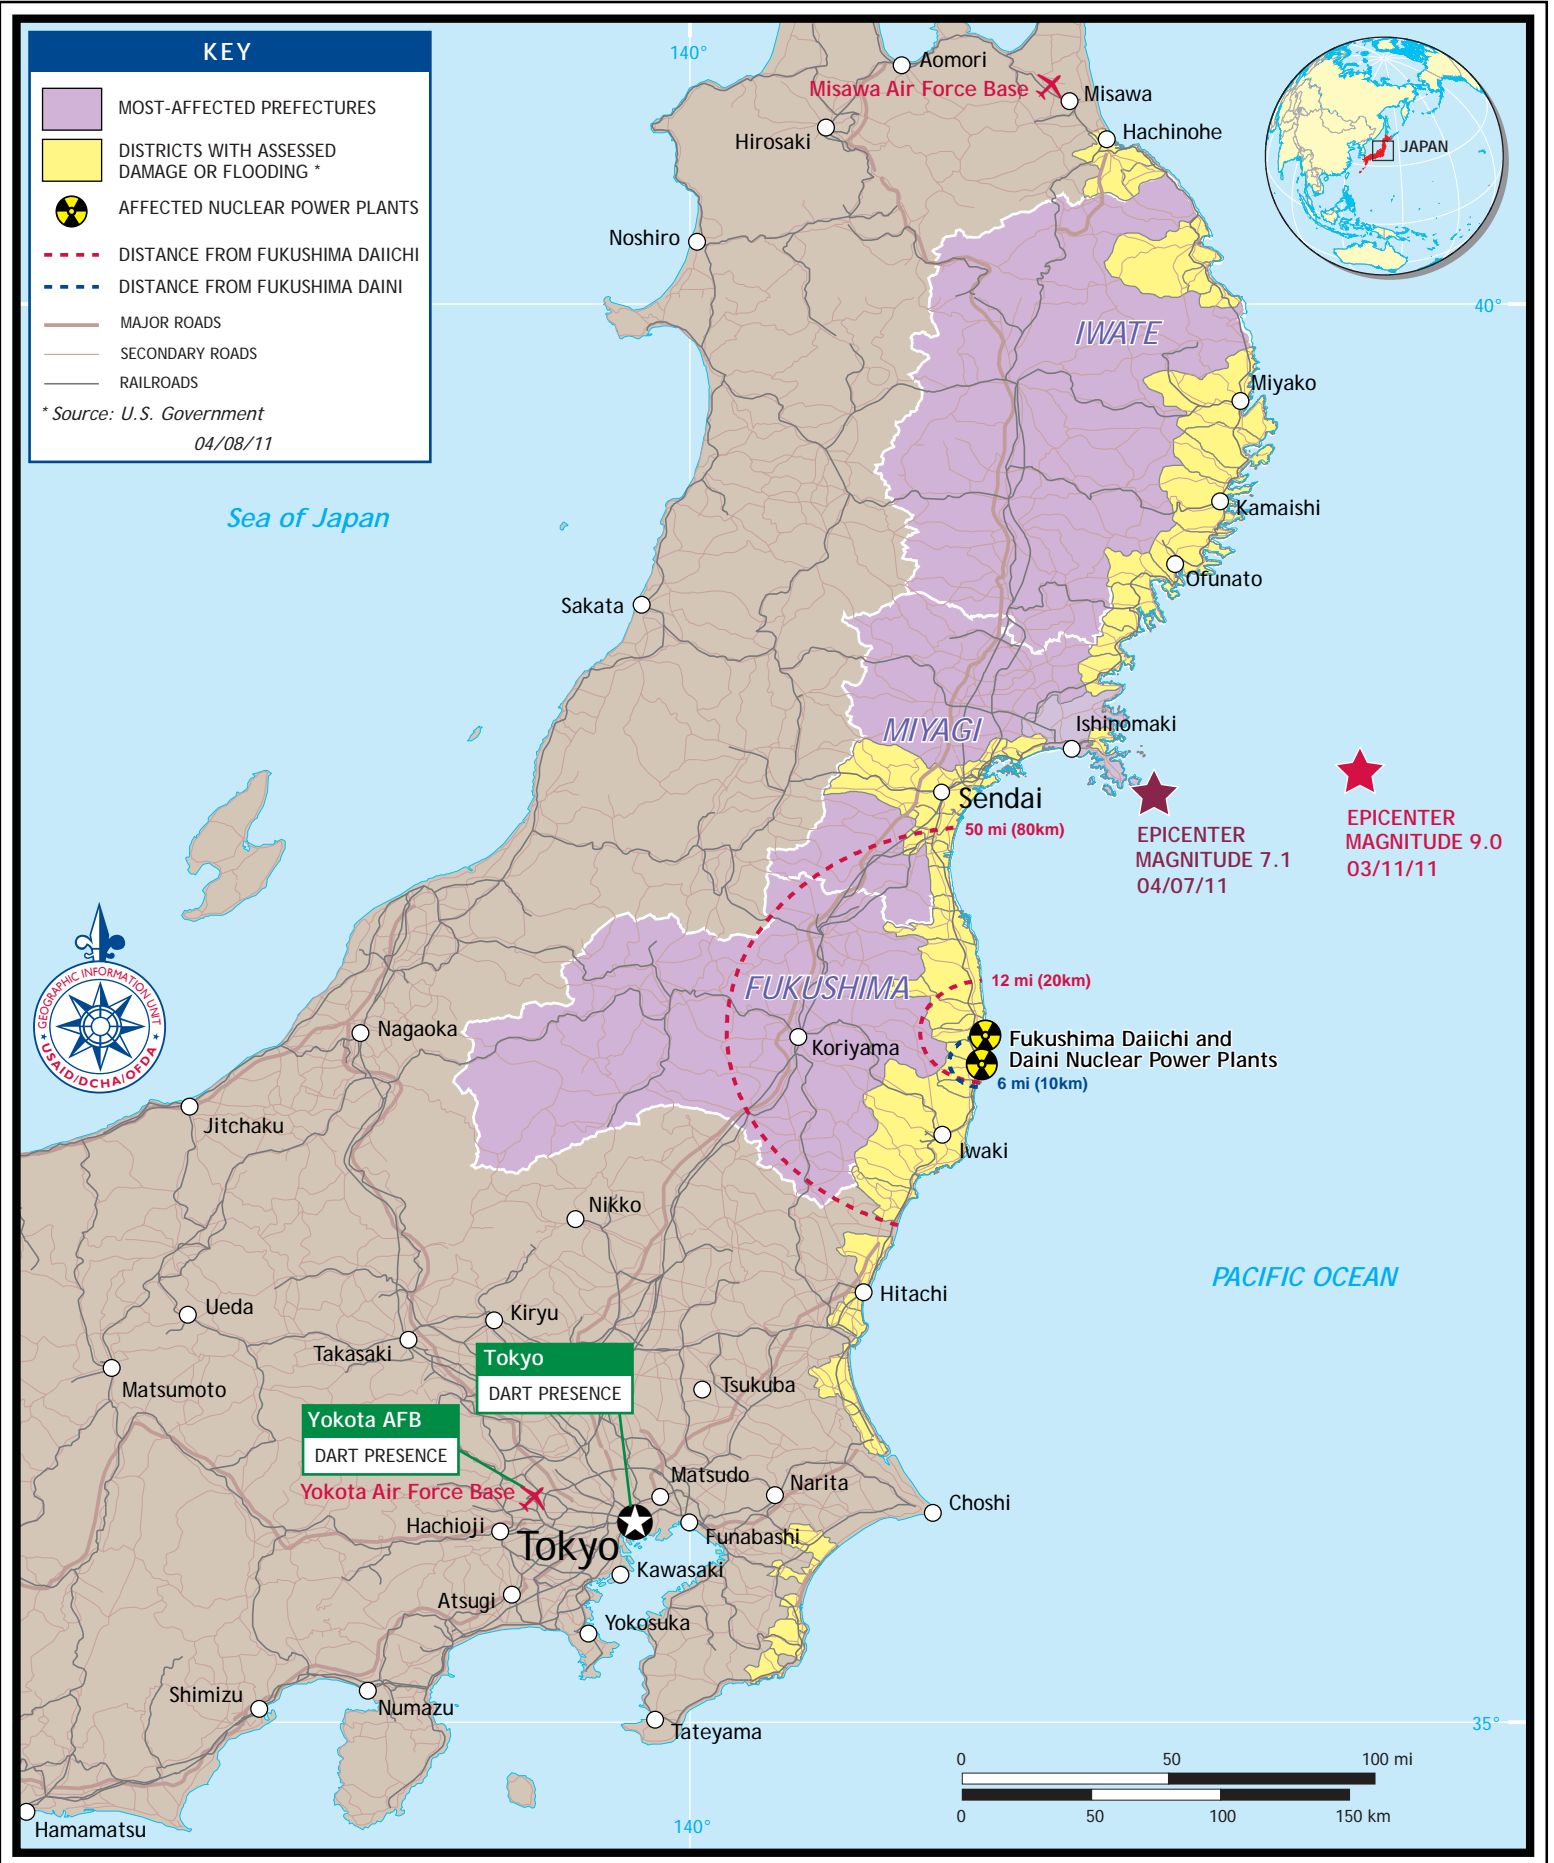 KEY
MOST-AFFECTED PREFECTURES
DISTRICTS WITH ASSESSED
DAMAGE OR FLOODING *
AFFECTED NUCLEAR POWER PLANTS
DISTANCE FROM FUKUSHIMA DAIICHI
DISTANCE FROM FUKUSHIMA DAINI
MAJOR ROADS
SECONDARY ROADS
RAILROADS
* Source: U.S. Government
04/08/11
140°
Aomori
Misawa Air Force Base
Misawa
Hirosaki
Hachinohe
JAPAN
Noshiro
40°
IWATE
Miyako
Sea of Japan
Kamaishi
Ofunato
Sakata
MIYAGI
Ishinomaki
Sendai
50 mi (80km)
EPICENTER
MAGNITUDE 7.1
04/07/11
EPICENTER
MAGNITUDE 9.0
03/11/11
GEOGRAPHIC INFORMATION UNIT
* USAID/DCHA/OFDA *
FUKUSHIMA
12 mi (20km)
Nagaoka
Koriyama
Fukushima Daiichi and
Daini Nuclear Power Plants
6 mi (10km)
Jitchaku
Iwaki
Nikko
PACIFIC OCEAN
Hitachi
Ueda
Kiryu
Takasaki
Tokyo
DART PRESENCE
Matsumoto
Tsukuba
Yokota AFB
DART PRESENCE
Yokota Air Force Base
Matsudo
Narita
Choshi
Hachioji
Tokyo
Funabashi
Kawasaki
Atsugi
Yokosuka
Shimizu
Numazu
Tateyama
35°
0 50 100 mi
0 50 100 150 km
140°
Hamamatsu